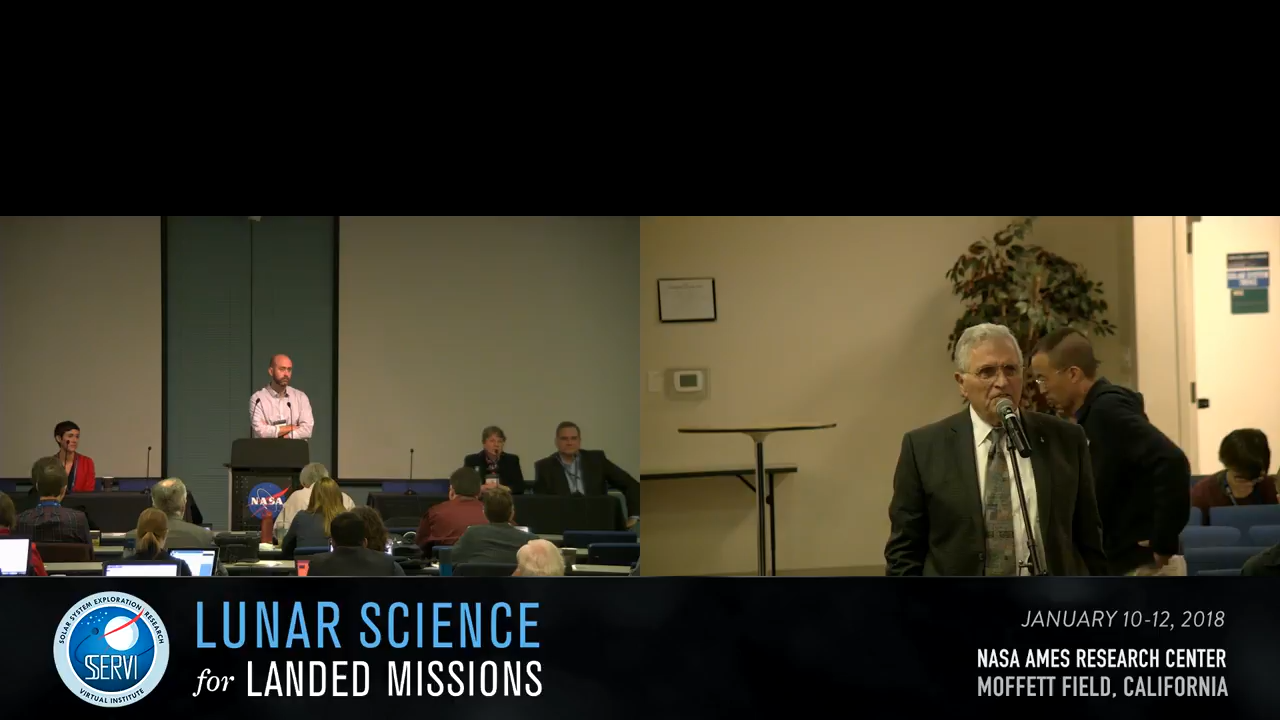 NASA
SOLAR SYSTEM EXPLORATION RESEARCH
SSERVI
VIRTUAL INSTITUTE
LUNAR SCIENCE
for LANDED MISSIONS
JANUARY 10-12, 2018
NASA AMES RESEARCH CENTER
MOFFETT FIELD, CALIFORNIA